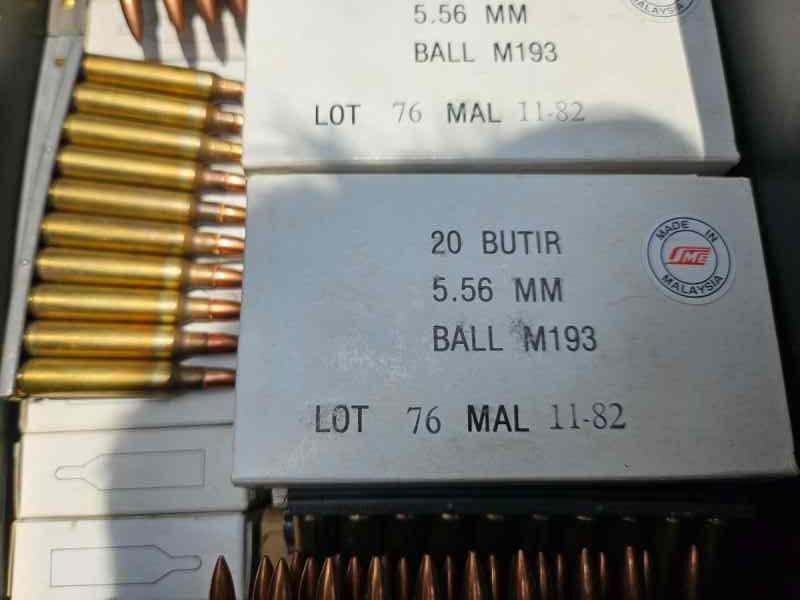 5.56 MM
BALL M193
LOT 76 MAL 11-82
MALAYSIA
20 BUTIR
5.56 MM
BALL M193
LOT 76 MAL 11-82
MADE IN
SME
MALAYSIA